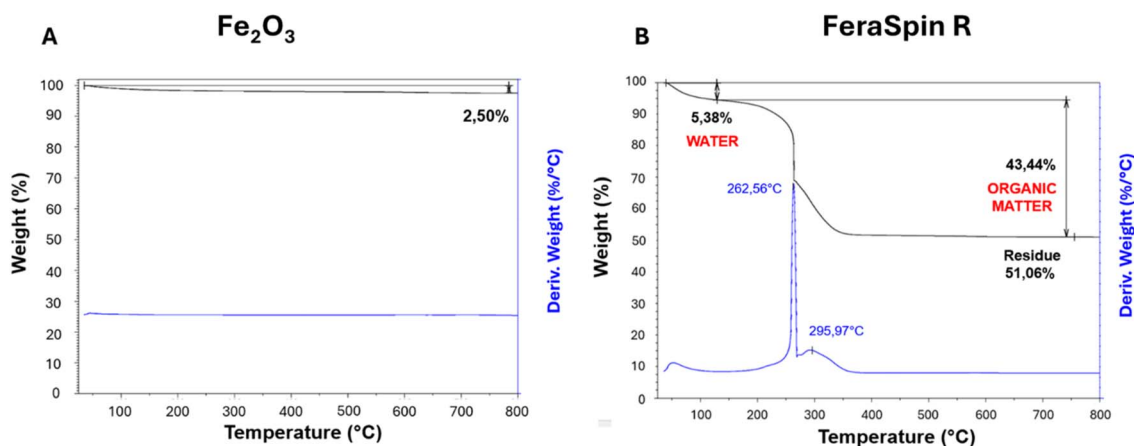 A
Fe₂O₃
100
90
80
70
60
50
40
30
20
10
0
Weight (%)
2,50%
Deriv. Weight (%/°C)
100 200 300 400 500 600 700 800
Temperature (°C)
B
FeraSpin R
100
90
80
70
60
50
40
30
20
10
0
Weight (%)
5,38%
WATER
262,56°C
295,97°C
43,44%
ORGANIC
MATTER
Residue
51,06%
Deriv. Weight (%/°C)
100 200 300 400 500 600 700 800
Temperature (°C)